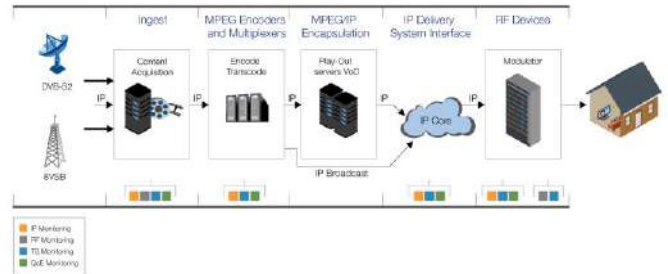 Ingest
MPEG Encoders
and Multiplexers
MPEG/IP
Encapsulation
IP Delivery
System Interface
RF Devices
Content
Acquisition
Encode
Transcode
Play-Out
servers VoD
Modulator
DVB-S2
IP
IP
IP
IP
IP
IP Core
8VSB
IP Broadcast
IP Monitoring
RF Monitoring
TS Monitoring
QoE Monitoring